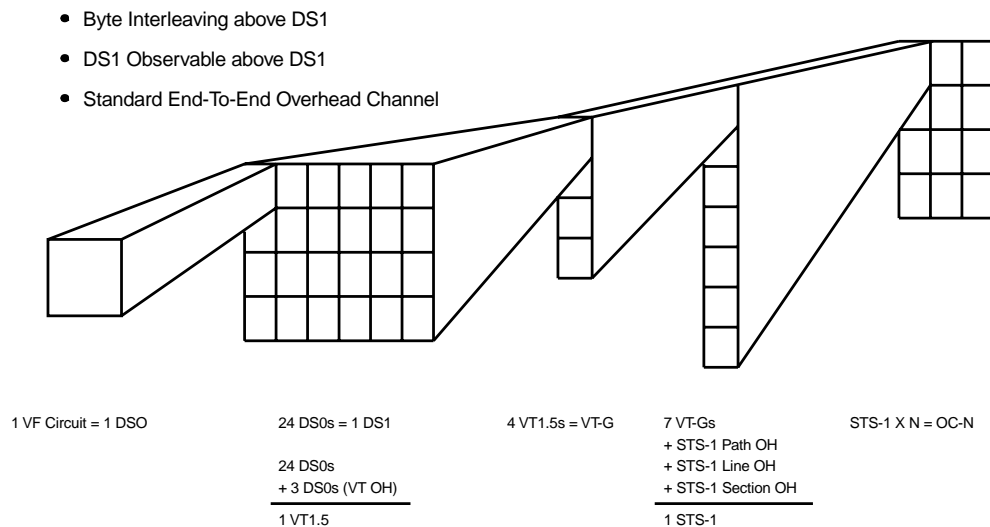 • Byte Interleaving above DS1
• DS1 Observable above DS1
• Standard End-To-End Overhead Channel
1 VF Circuit = 1 DSO
24 DS0s = 1 DS1
24 DS0s
+ 3 DS0s (VT OH)
1 VT1.5
4 VT1.5s = VT-G
7 VT-Gs
+ STS-1 Path OH
+ STS-1 Line OH
+ STS-1 Section OH
1 STS-1
STS-1 X N = OC-N